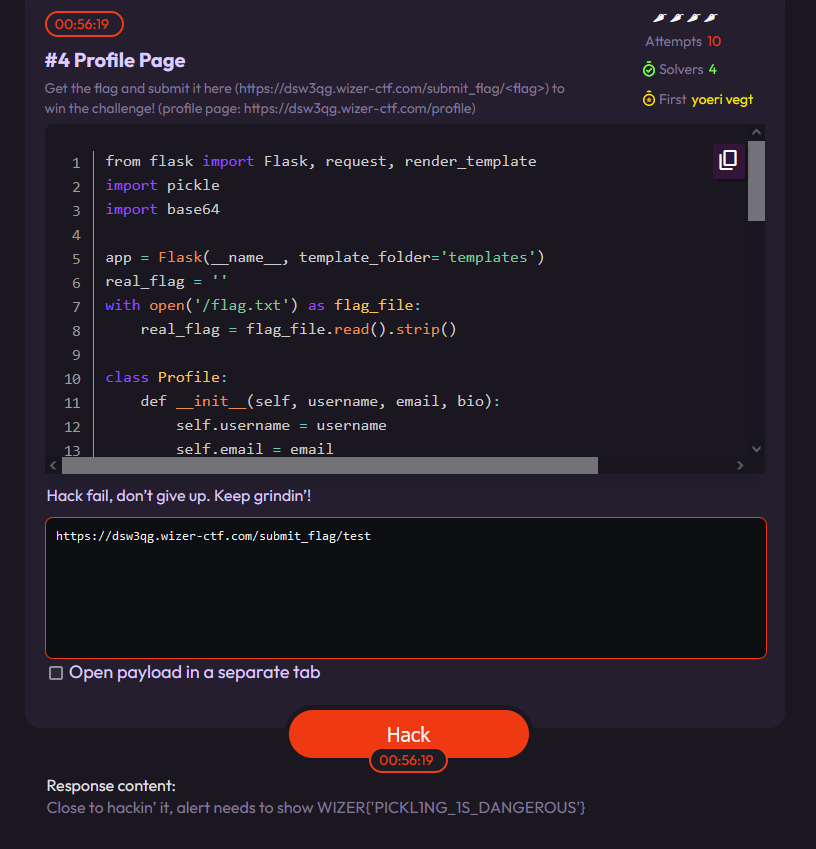 00:56:19
Attempts 10
#4 Profile Page
Solvers 4
Get the flag and submit it here (https://dsw3qg.wizer-ctf.com/submit_flag/<flag>) to
win the challenge! (profile page: https://dsw3qg.wizer-ctf.com/profile)
First yoeri vegt
1 from flask import Flask, request, render_template
2 import pickle
3 import base64
4
5 app = Flask(__name__, template_folder='templates')
6 real_flag = ''
7 with open('/flag.txt') as flag_file:
8     real_flag = flag_file.read().strip()
9
10 class Profile:
11     def __init__(self, username, email, bio):
12         self.username = username
13         self.email = email
Hack fail, don’t give up. Keep grindin’!
https://dsw3qg.wizer-ctf.com/submit_flag/test
Open payload in a separate tab
Hack
00:56:19
Response content:
Close to hackin’ it, alert needs to show WIZER{'PICKL1NG_1S_DANGEROUS'}